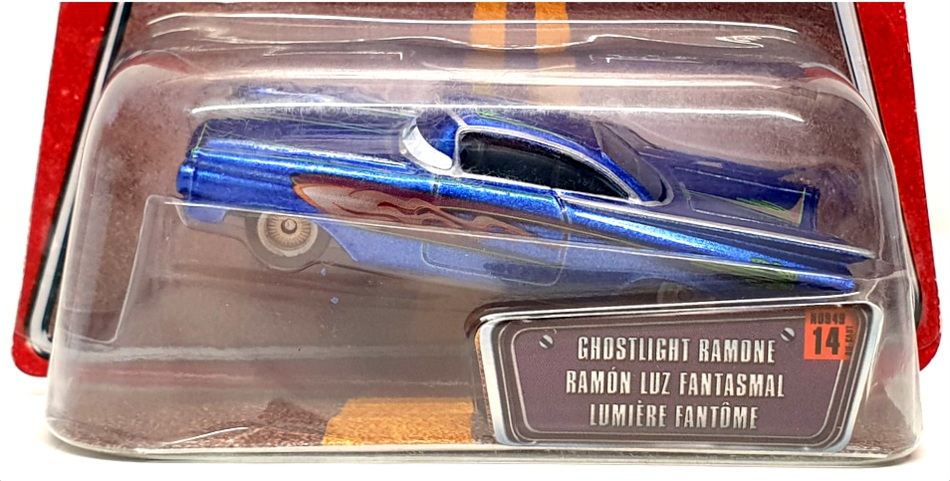 GHOSTLIGHT RAMONE
RAMÓN LUZ FANTASMAL
LUMIÈRE FANTÔME
14